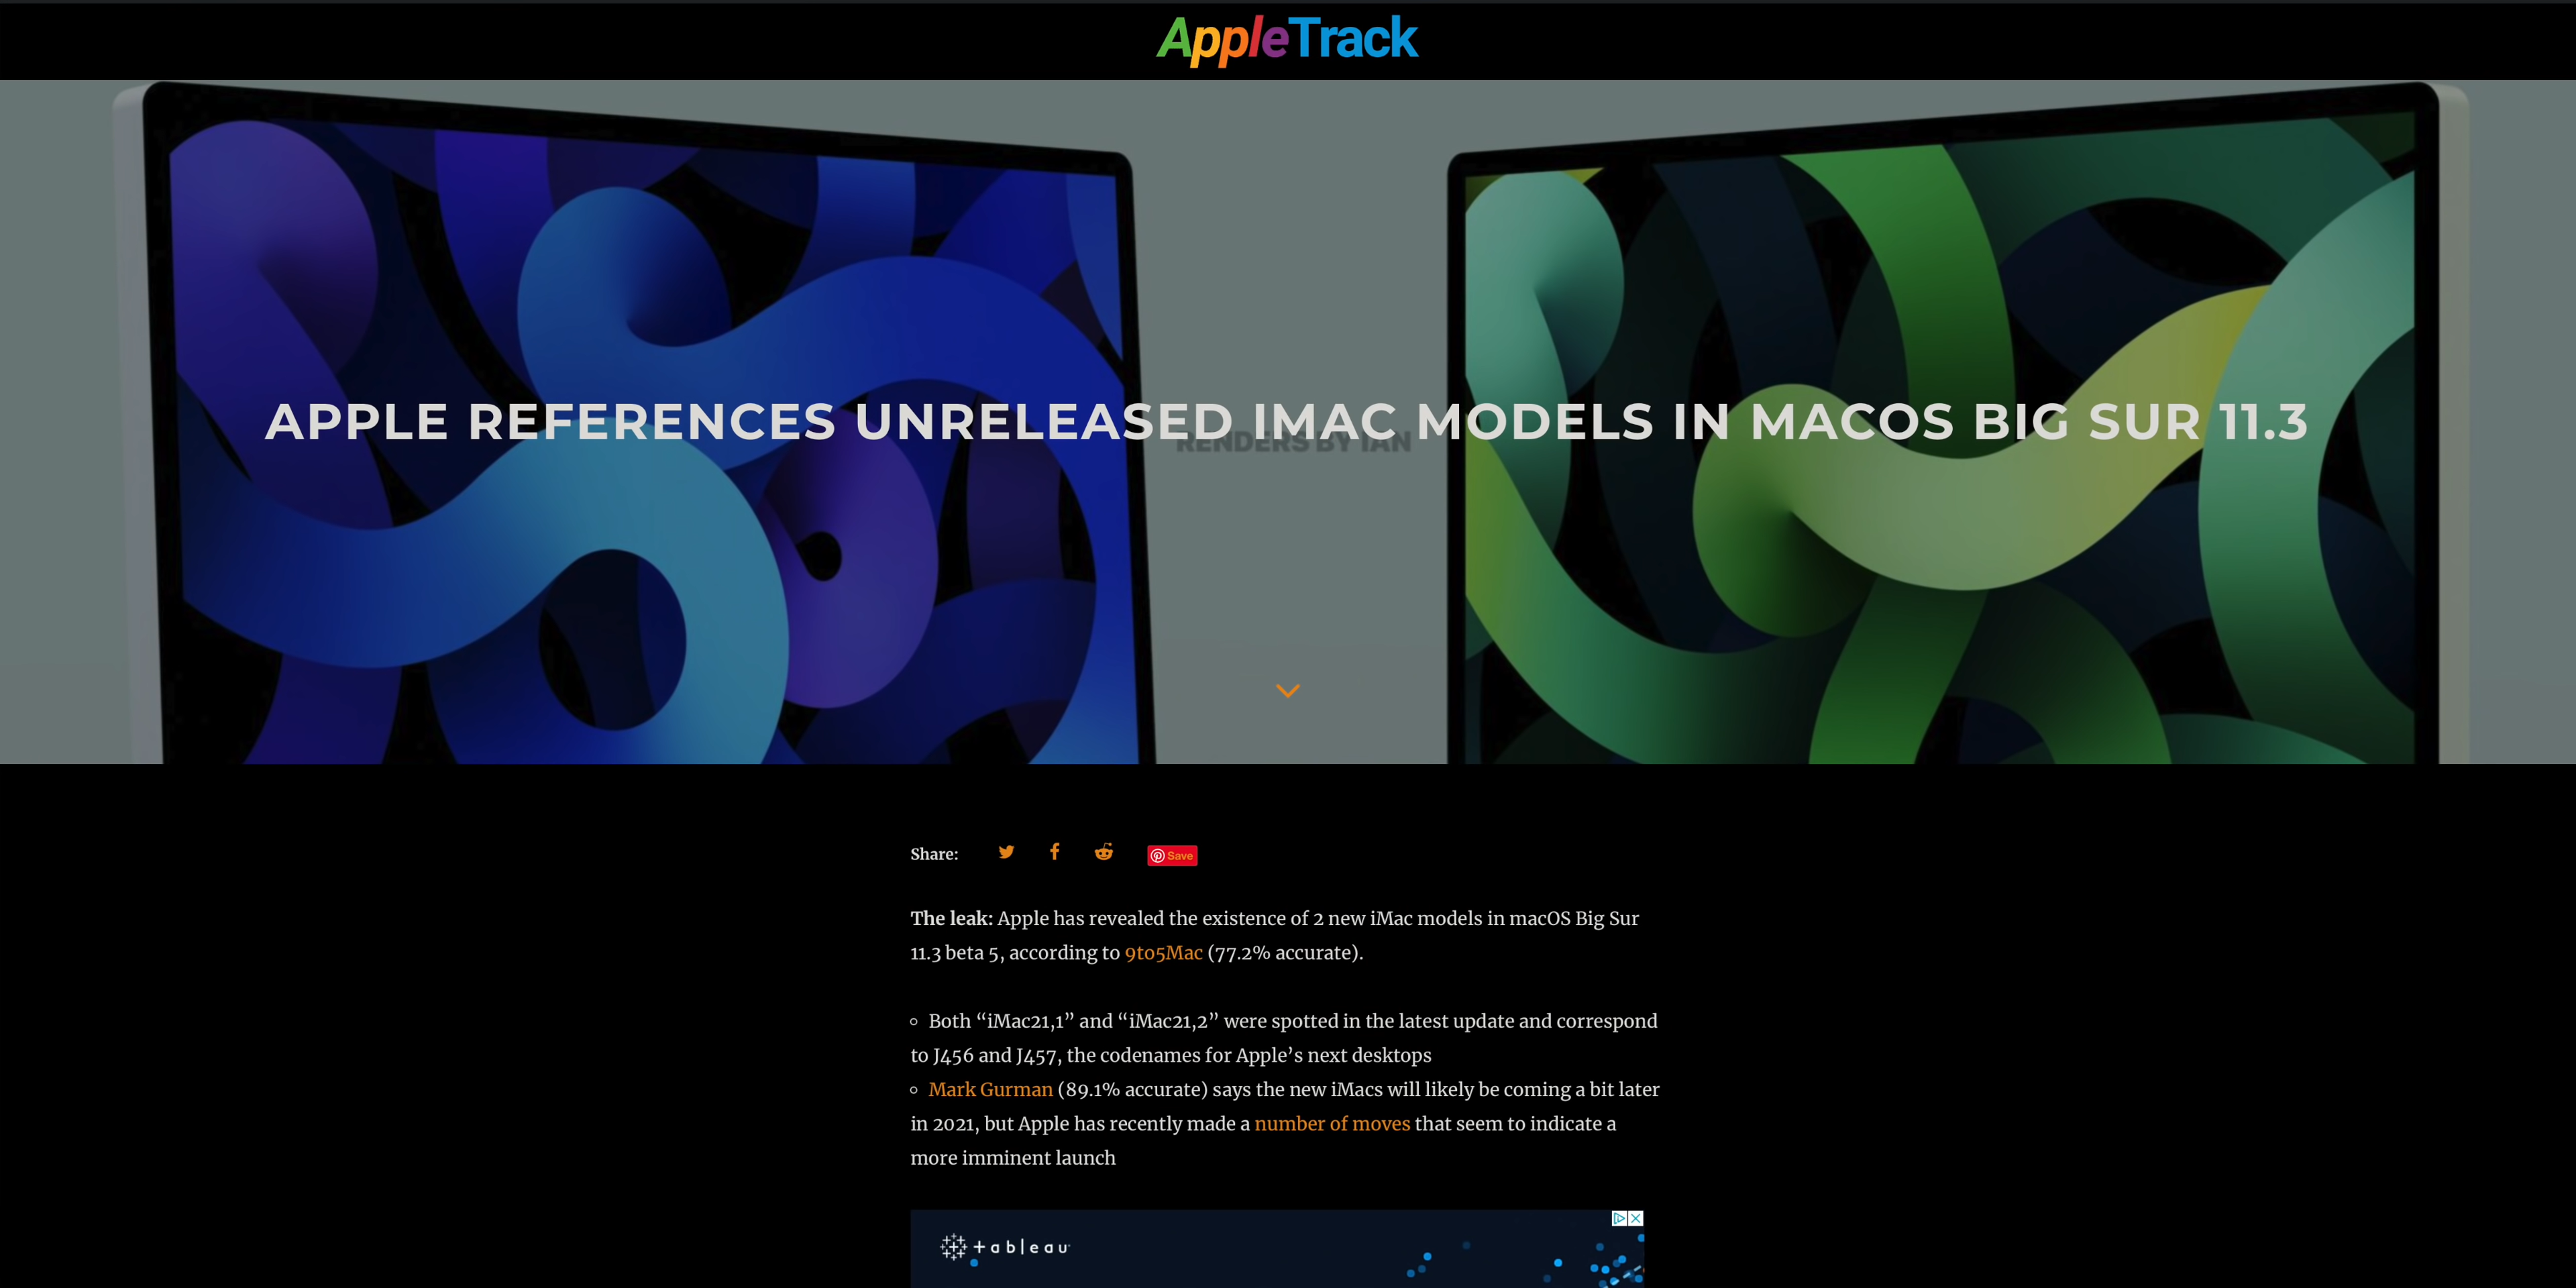 AppleTrack
APPLE REFERENCES UNRELEASED IMAC MODELS IN MACOS BIG SUR 11.3
RENDERS BY IAN
Share:
Save
The leak: Apple has revealed the existence of 2 new iMac models in macOS Big Sur
11.3 beta 5, according to 9to5Mac (77.2% accurate).
Both “iMac21,1” and “iMac21,2” were spotted in the latest update and correspond
to J456 and J457, the codenames for Apple’s next desktops
Mark Gurman (89.1% accurate) says the new iMacs will likely be coming a bit later
in 2021, but Apple has recently made a number of moves that seem to indicate a
more imminent launch
tableau